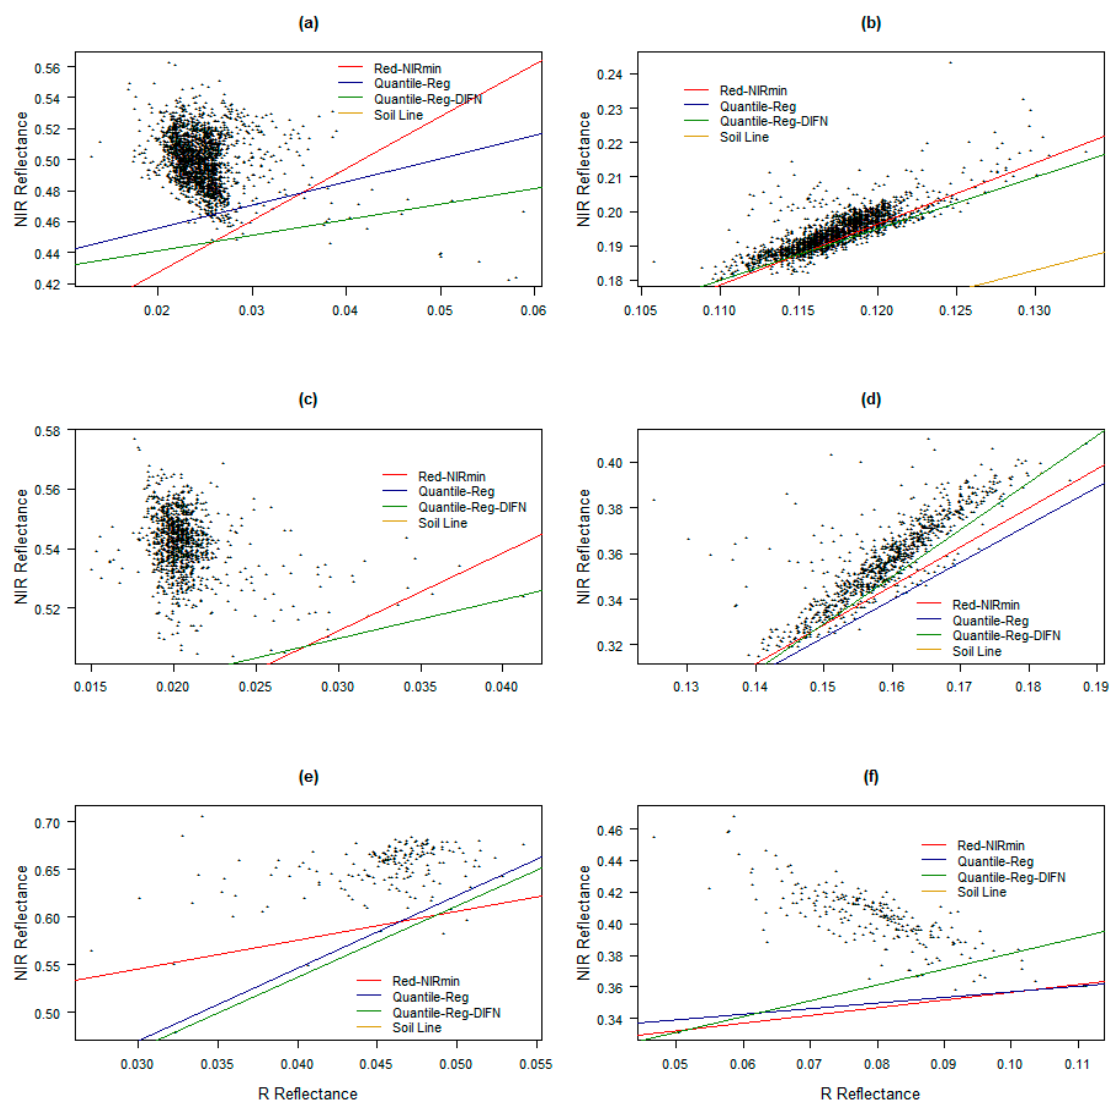 (a)
NIR Reflectance
0.56
0.54
0.52
0.50
0.48
0.46
0.44
0.42
Red-NIRmin
Quantile-Reg
Quantile-Reg-DIFN
Soil Line
0.02 0.03 0.04 0.05 0.06
(b)
NIR Reflectance
0.24
0.23
0.22
0.21
0.20
0.19
0.18
Red-NIRmin
Quantile-Reg
Quantile-Reg-DIFN
Soil Line
0.105 0.110 0.115 0.120 0.125 0.130
(c)
NIR Reflectance
0.58
0.56
0.54
0.52
Red-NIRmin
Quantile-Reg
Quantile-Reg-DIFN
Soil Line
0.015 0.020 0.025 0.030 0.035 0.040
(d)
NIR Reflectance
0.40
0.38
0.36
0.34
0.32
Red-NIRmin
Quantile-Reg
Quantile-Reg-DIFN
Soil Line
0.13 0.14 0.15 0.16 0.17 0.18 0.19
(e)
NIR Reflectance
0.70
0.65
0.60
0.55
0.50
Red-NIRmin
Quantile-Reg
Quantile-Reg-DIFN
Soil Line
0.030 0.035 0.040 0.045 0.050 0.055
R Reflectance
(f)
NIR Reflectance
0.46
0.44
0.42
0.40
0.38
0.36
0.34
Red-NIRmin
Quantile-Reg
Quantile-Reg-DIFN
Soil Line
0.05 0.06 0.07 0.08 0.09 0.10 0.11
R Reflectance